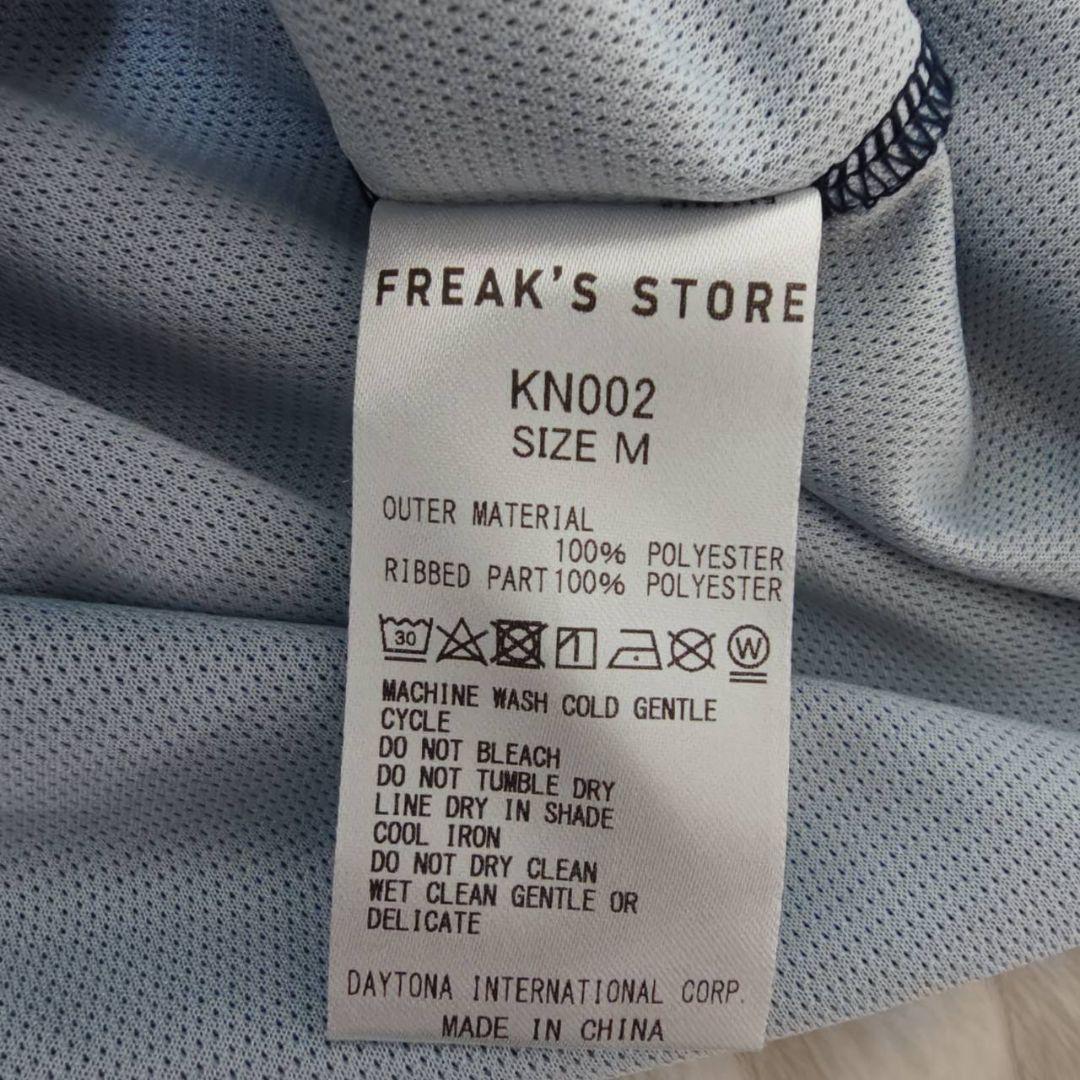 FREAK'S STORE
KN002
SIZE M
OUTER MATERIAL
100% POLYESTER
RIBBED PART 100% POLYESTER
30
W
MACHINE WASH COLD GENTLE
CYCLE
DO NOT BLEACH
DO NOT TUMBLE DRY
LINE DRY IN SHADE
COOL IRON
DO NOT DRY CLEAN
WET CLEAN GENTLE OR
DELICATE
DAYTONA INTERNATIONAL CORP.
MADE IN CHINA